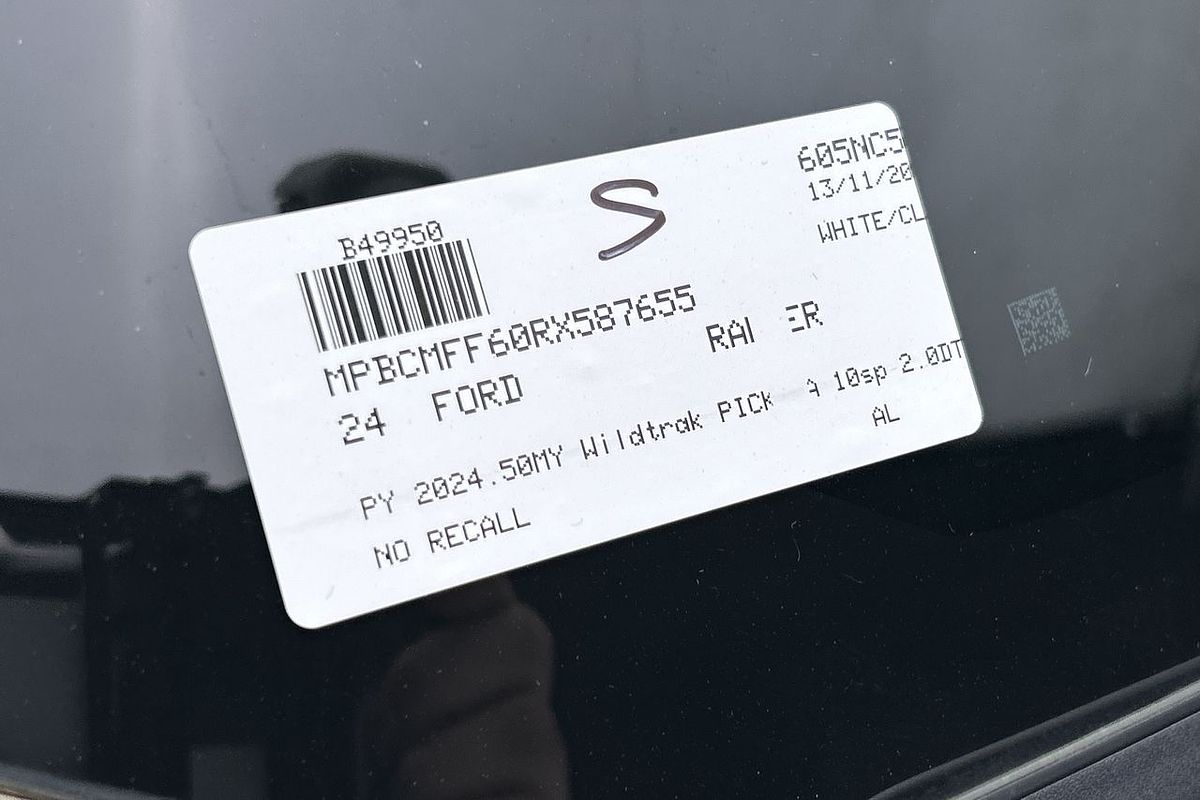 605NC5
13/11/20
WHITE/CL
S
B49950
MPBCMFF60RX587655
24 FORD RAN ER
PY 2024.50MY Wildtrak PICK A 10sp 2.0DT
AL
NO RECALL